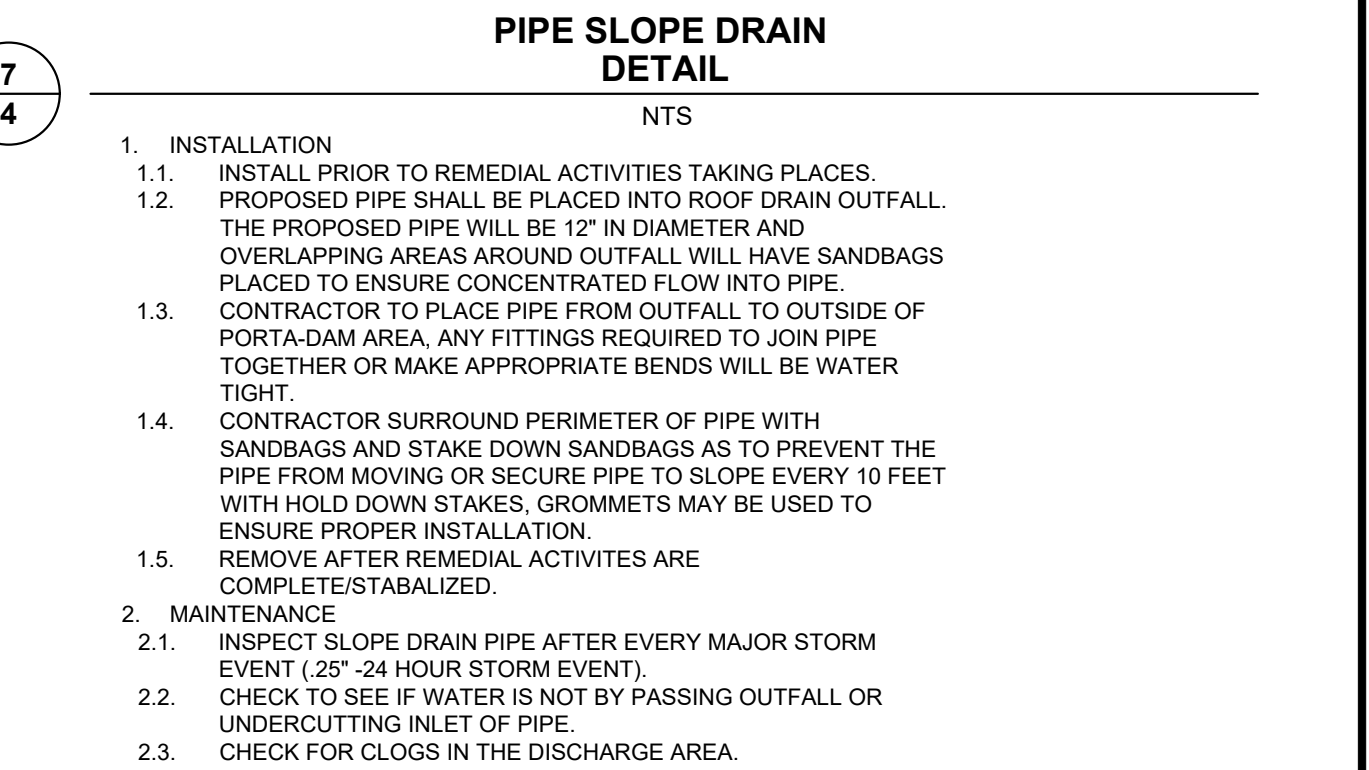 PIPE SLOPE DRAIN
DETAIL
7
4
NTS
1. INSTALLATION
1.1. INSTALL PRIOR TO REMEDIAL ACTIVITIES TAKING PLACES.
1.2. PROPOSED PIPE SHALL BE PLACED INTO ROOF DRAIN OUTFALL.
THE PROPOSED PIPE WILL BE 12" IN DIAMETER AND
OVERLAPPING AREAS AROUND OUTFALL WILL HAVE SANDBAGS
PLACED TO ENSURE CONCENTRATED FLOW INTO PIPE.
1.3. CONTRACTOR TO PLACE PIPE FROM OUTFALL TO OUTSIDE OF
PORTA-DAM AREA, ANY FITTINGS REQUIRED TO JOIN PIPE
TOGETHER OR MAKE APPROPRIATE BENDS WILL BE WATER
TIGHT.
1.4. CONTRACTOR SURROUND PERIMETER OF PIPE WITH
SANDBAGS AND STAKE DOWN SANDBAGS AS TO PREVENT THE
PIPE FROM MOVING OR SECURE PIPE TO SLOPE EVERY 10 FEET
WITH HOLD DOWN STAKES, GROMMETS MAY BE USED TO
ENSURE PROPER INSTALLATION.
1.5. REMOVE AFTER REMEDIAL ACTIVITES ARE
COMPLETE/STABALIZED.
2. MAINTENANCE
2.1. INSPECT SLOPE DRAIN PIPE AFTER EVERY MAJOR STORM
EVENT (.25" -24 HOUR STORM EVENT).
2.2. CHECK TO SEE IF WATER IS NOT BY PASSING OUTFALL OR
UNDERCUTTING INLET OF PIPE.
2.3. CHECK FOR CLOGS IN THE DISCHARGE AREA.